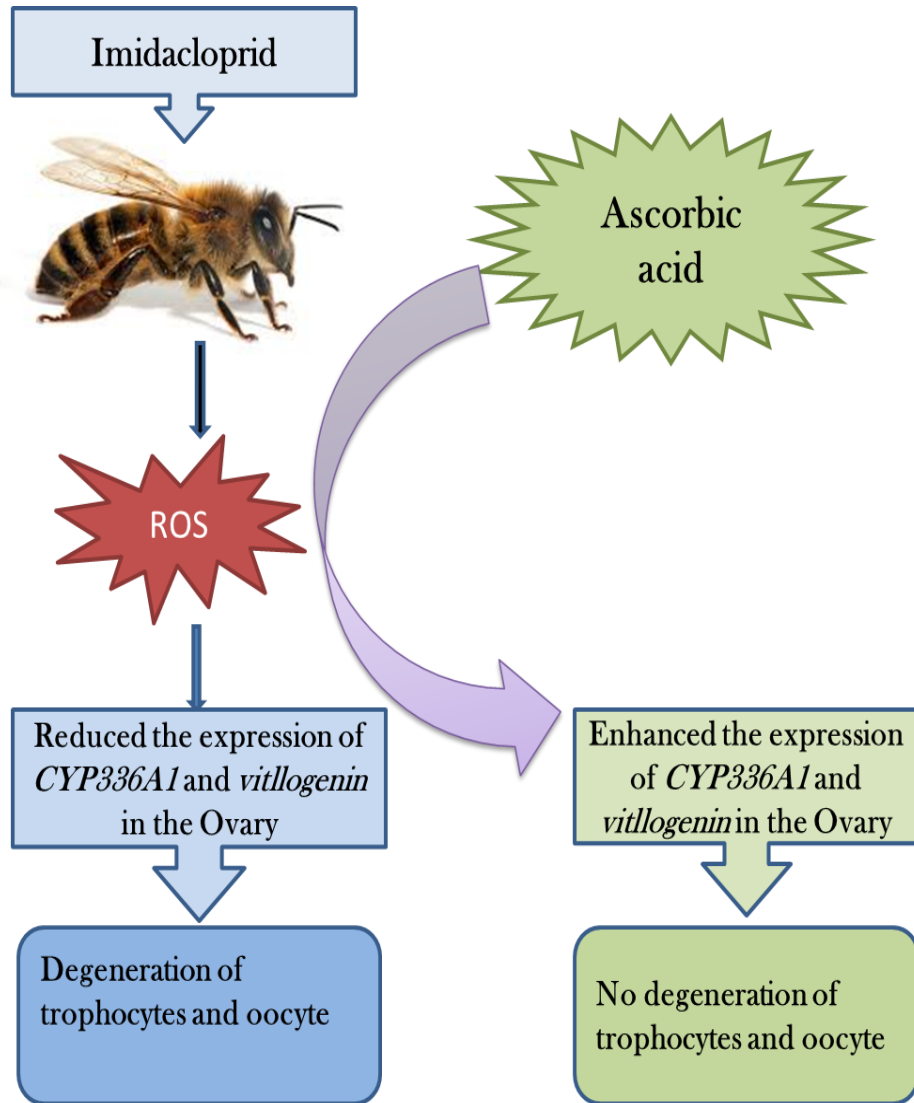 Imidacloprid
Ascorbic
acid
ROS
Reduced the expression of
CYP336A1 and vitllogenin
in the Ovary
Enhanced the expression
of CYP336A1 and
vitllogenin in the Ovary
Degeneration of
trophocytes and oocyte
No degeneration of
trophocytes and oocyte